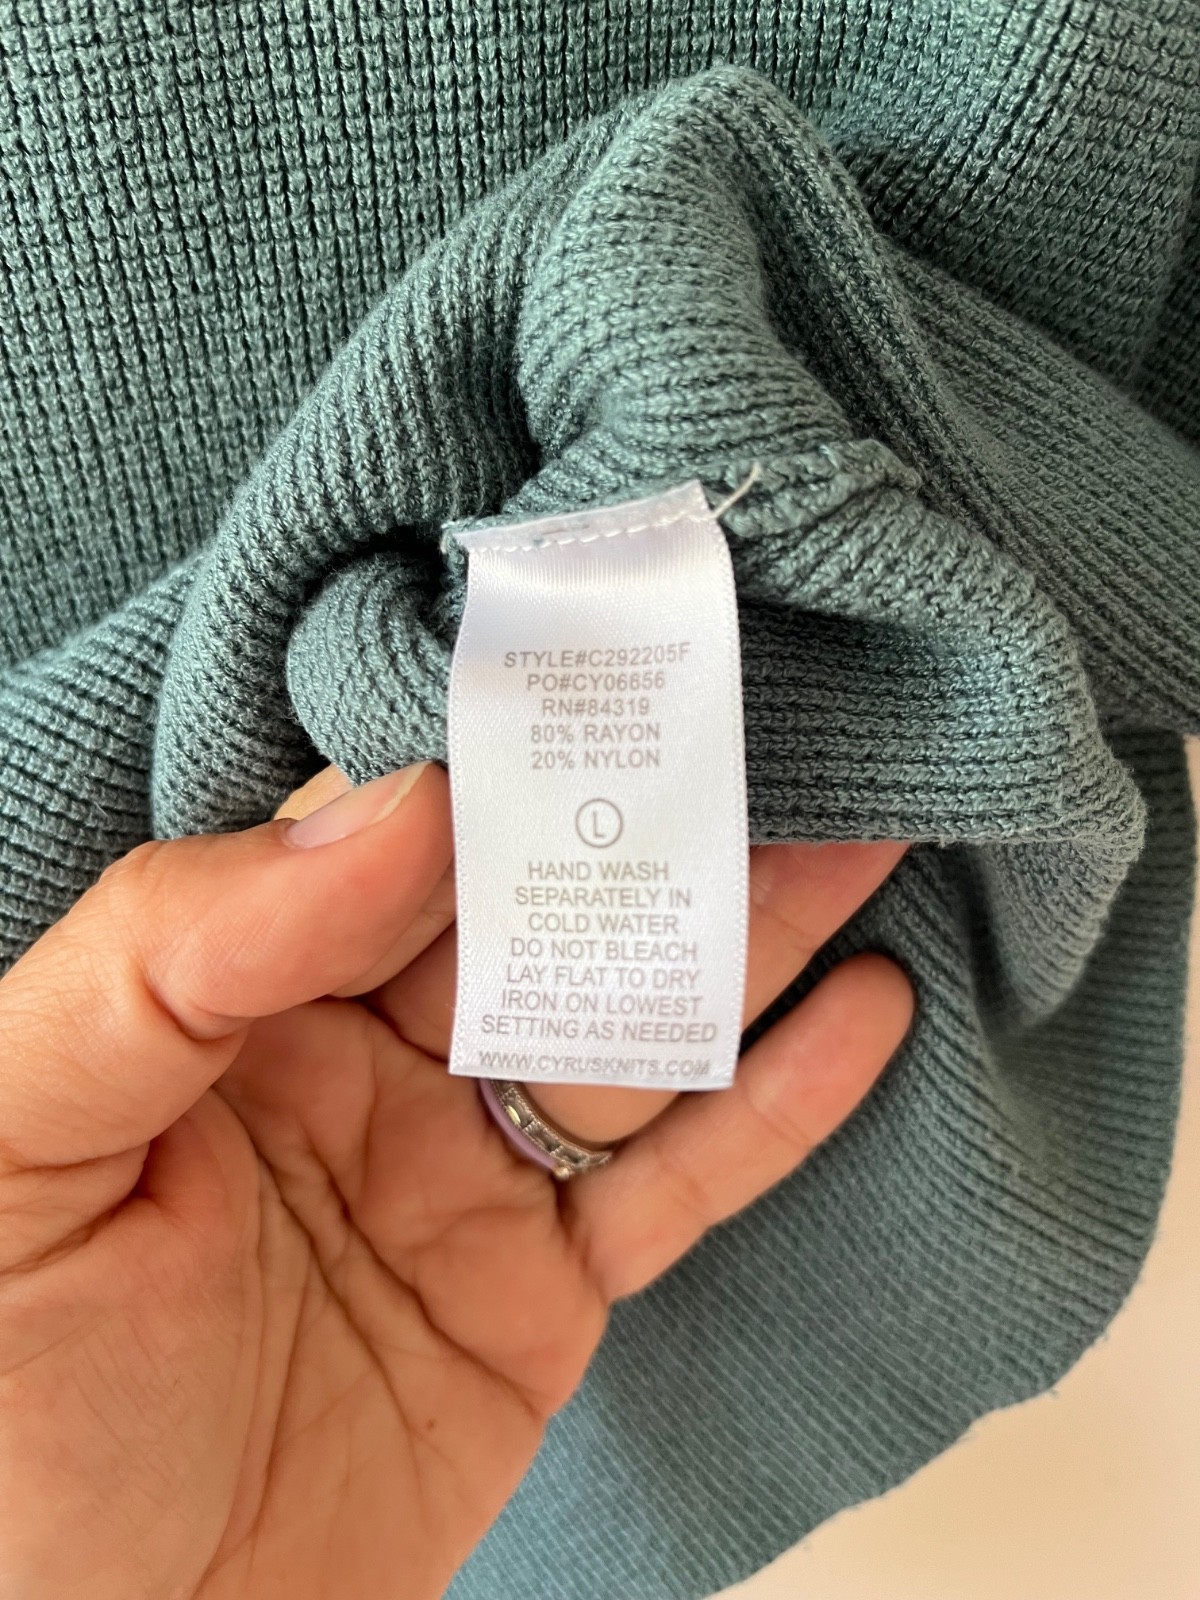 STYLE#C292205F
PO#CY06656
RN#84319
80% RAYON
20% NYLON
L
HAND WASH
SEPARATELY IN
COLD WATER
DO NOT BLEACH
LAY FLAT TO DRY
IRON ON LOWEST
SETTING AS NEEDED
WWW.CYRUSKNITS.COM